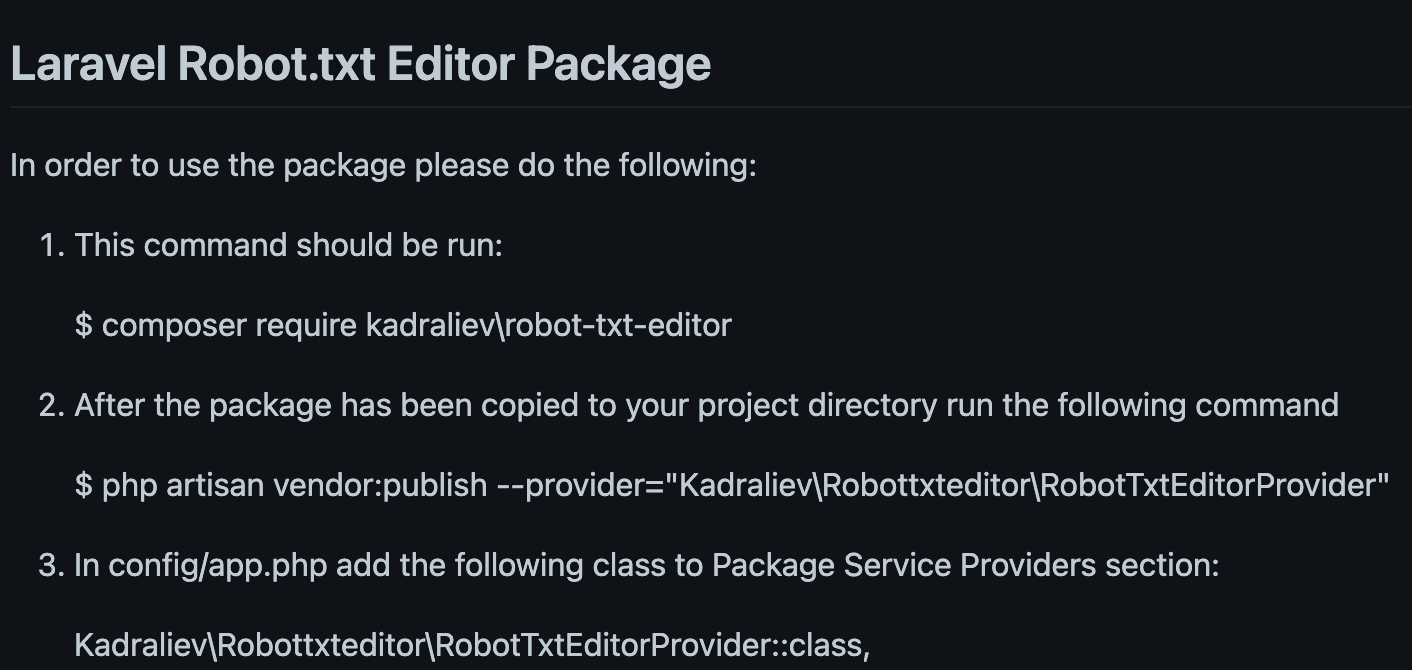 Laravel Robot.txt Editor Package
In order to use the package please do the following:
1. This command should be run:
$ composer require kadraliev\robot-txt-editor
2. After the package has been copied to your project directory run the following command
$ php artisan vendor:publish --provider="Kadraliev\Robottxteditor\RobotTxtEditorProvider"
3. In config/app.php add the following class to Package Service Providers section:
Kadraliev\Robottxteditor\RobotTxtEditorProvider::class,